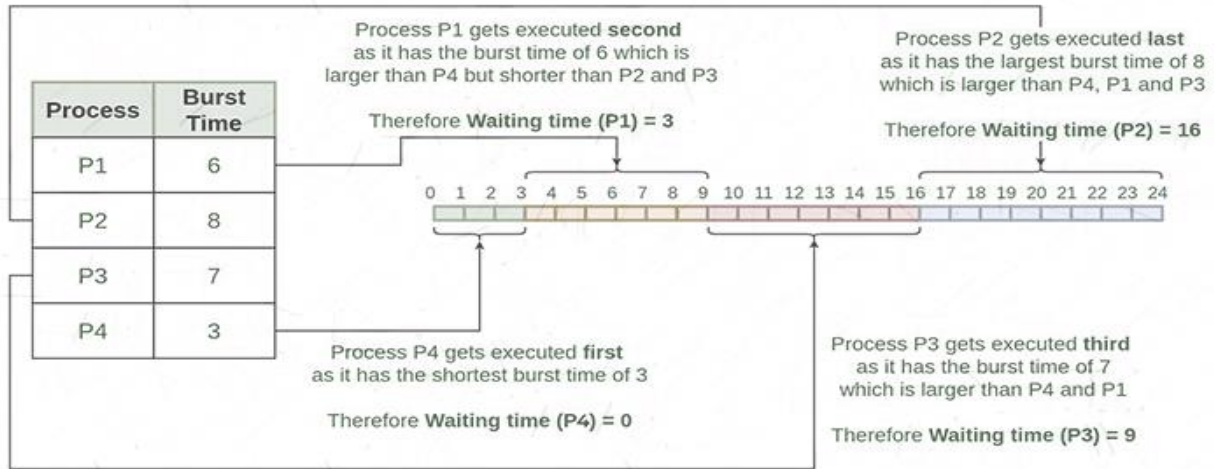 Process P1 gets executed second
as it has the burst time of 6 which is
larger than P4 but shorter than P2 and P3
Therefore Waiting time (P1) = 3
Process P2 gets executed last
as it has the largest burst time of 8
which is larger than P4, P1 and P3
Therefore Waiting time (P2) = 16
Process Burst Time
P1 6
P2 8
P3 7
P4 3
0 1 2 3 4 5 6 7 8 9 10 11 12 13 14 15 16 17 18 19 20 21 22 23 24
Process P4 gets executed first
as it has the shortest burst time of 3
Therefore Waiting time (P4) = 0
Process P3 gets executed third
as it has the burst time of 7
which is larger than P4 and P1
Therefore Waiting time (P3) = 9